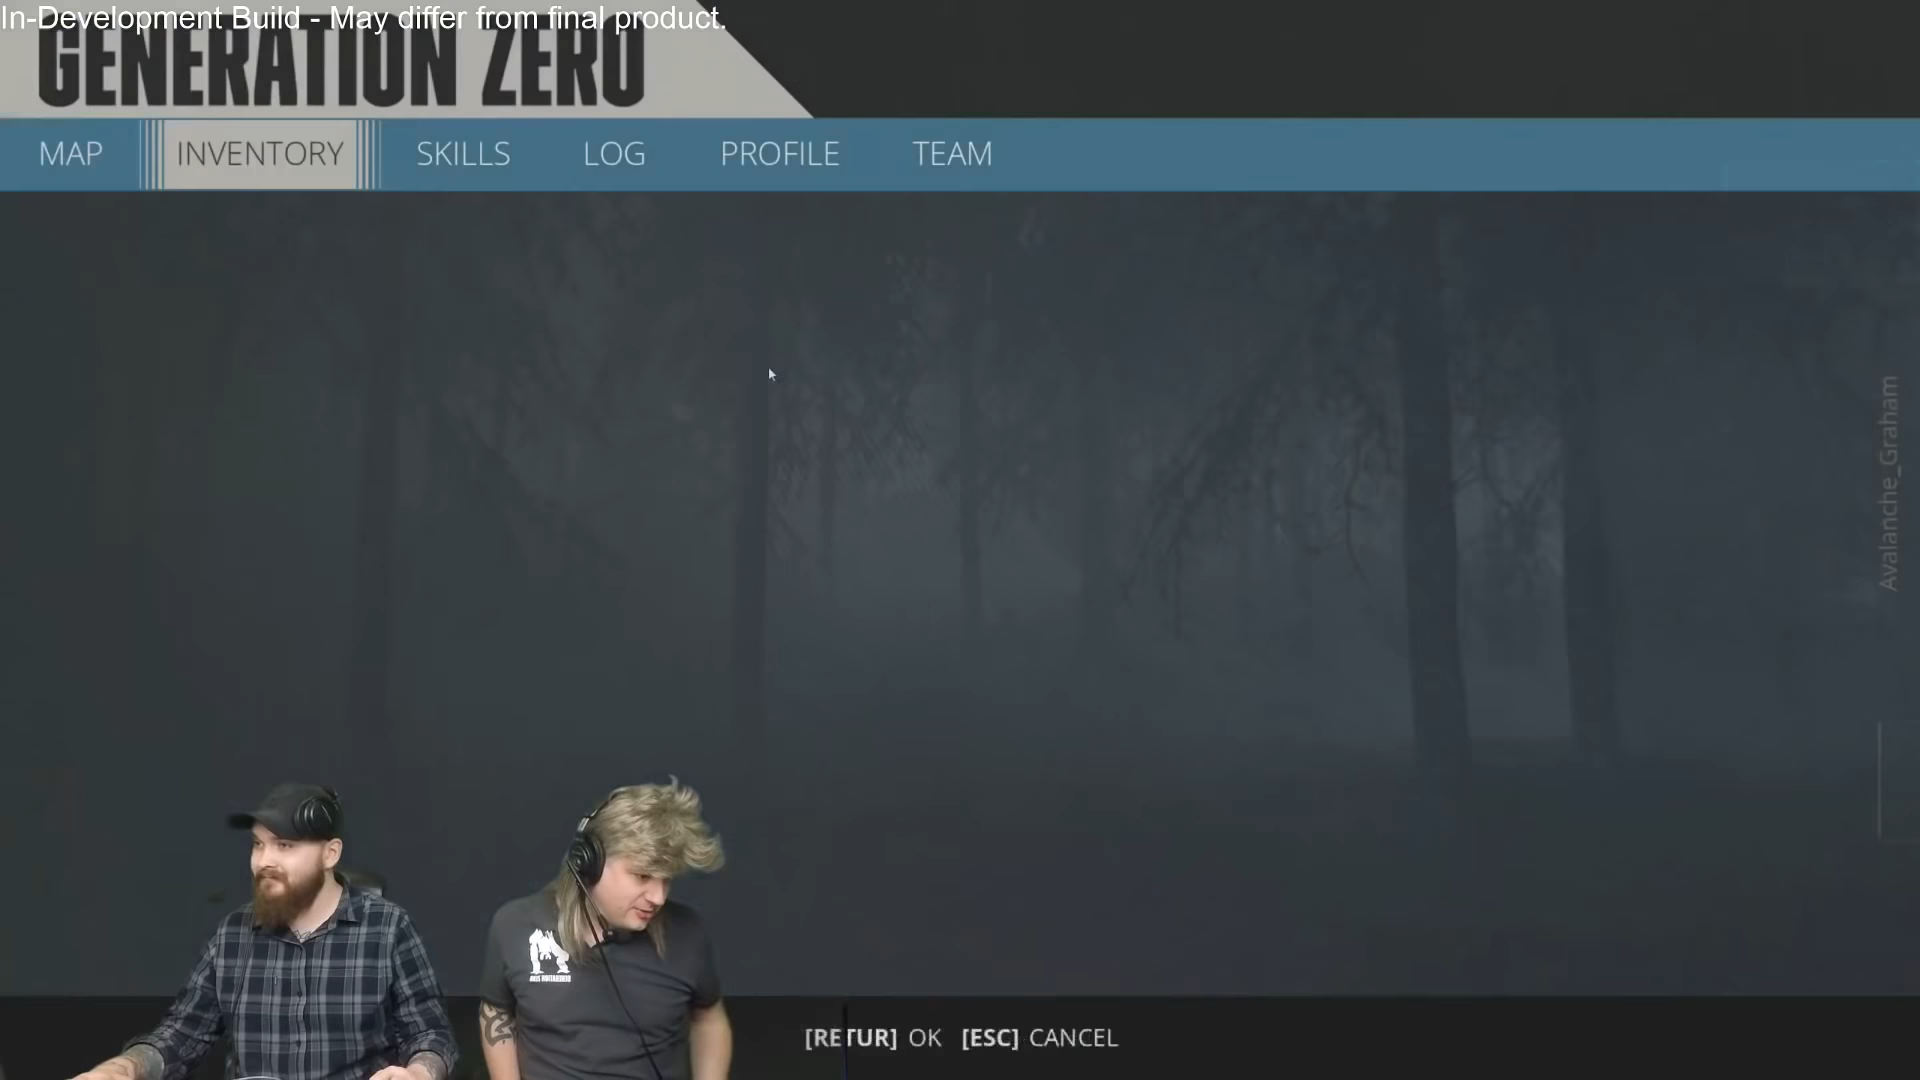 In-Development Build - May differ from final product.
GENERATION ZERO
MAP
INVENTORY
SKILLS
LOG
PROFILE
TEAM
Avalanche_Graham
[RETUR] OK [ESC] CANCEL